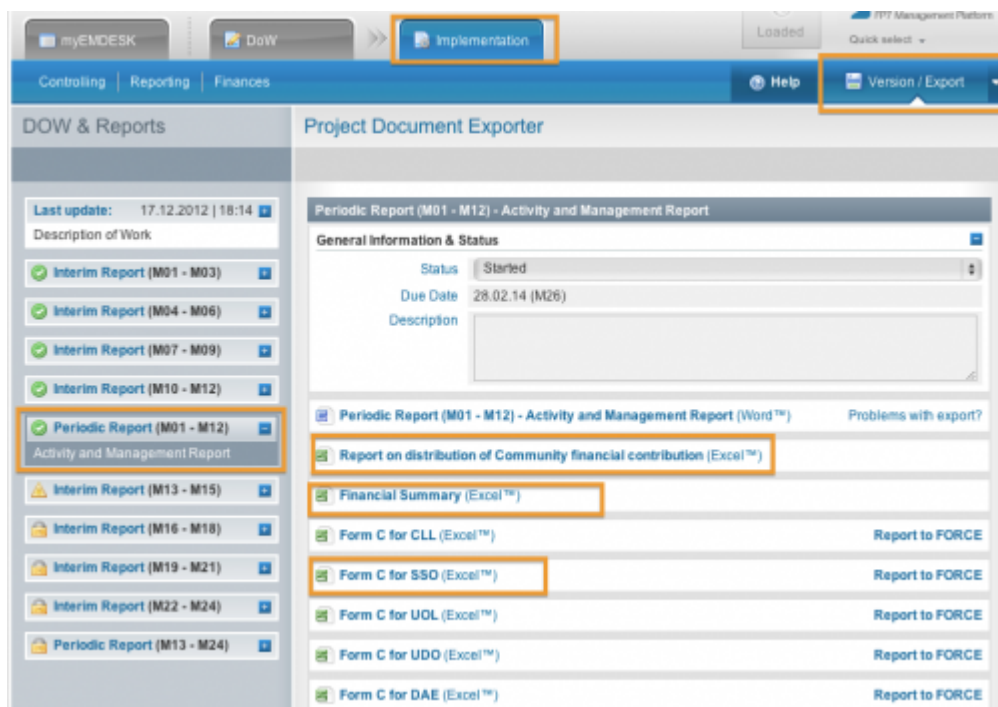 FP7 Management Platform
myEMDESK
DoW
Implementation
Loaded
Quick select
Controlling | Reporting | Finances
Help
Version / Export
DOW & Reports
Project Document Exporter
Last update: 17.12.2012 | 18:14
Description of Work
Interim Report (M01 - M03)
Interim Report (M04 - M06)
Interim Report (M07 - M09)
Interim Report (M10 - M12)
Periodic Report (M01 - M12)
Activity and Management Report
Interim Report (M13 - M15)
Interim Report (M16 - M18)
Interim Report (M19 - M21)
Interim Report (M22 - M24)
Periodic Report (M13 - M24)
Periodic Report (M01 - M12) - Activity and Management Report
General Information & Status
Status Started
Due Date 28.02.14 (M26)
Description
Periodic Report (M01 - M12) - Activity and Management Report (Word™) Problems with export?
Report on distribution of Community financial contribution (Excel™)
Financial Summary (Excel™)
Form C for CLL (Excel™) Report to FORCE
Form C for SSO (Excel™) Report to FORCE
Form C for UOL (Excel™) Report to FORCE
Form C for UDO (Excel™) Report to FORCE
Form C for DAE (Excel™) Report to FORCE